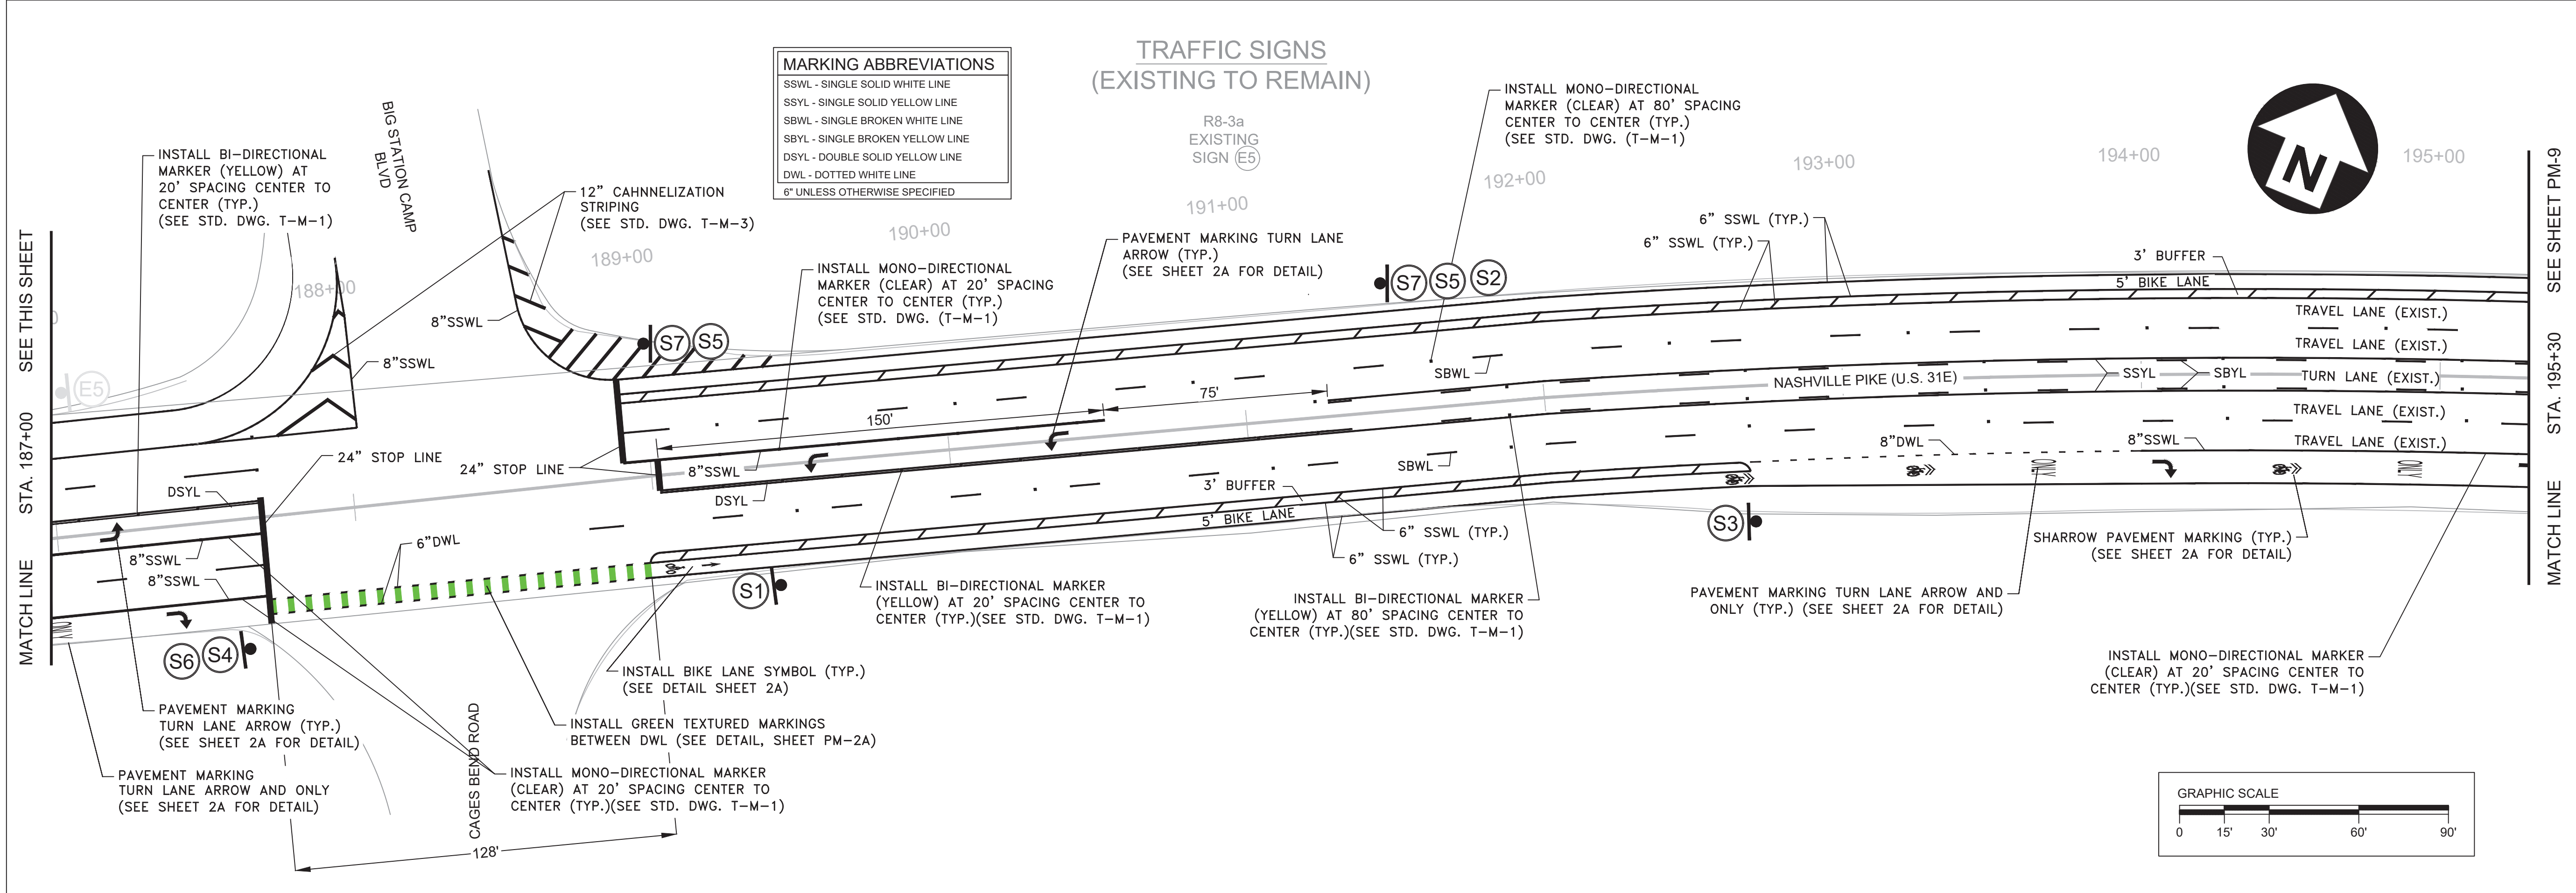 TRAFFIC SIGNS
(EXISTING TO REMAIN)
R8-3a
EXISTING
SIGN E5
MARKING ABBREVIATIONS
SSWL - SINGLE SOLID WHITE LINE
SSYL - SINGLE SOLID YELLOW LINE
SBWL - SINGLE BROKEN WHITE LINE
SBYL - SINGLE BROKEN YELLOW LINE
DSYL - DOUBLE SOLID YELLOW LINE
DWL - DOTTED WHITE LINE
6" UNLESS OTHERWISE SPECIFIED
INSTALL MONO-DIRECTIONAL
MARKER (CLEAR) AT 80' SPACING
CENTER TO CENTER (TYP.)
(SEE STD. DWG. (T-M-1)
N
BIG STATION CAMP
BLVD
INSTALL BI-DIRECTIONAL
MARKER (YELLOW) AT
20' SPACING CENTER TO
CENTER (TYP.)
(SEE STD. DWG. T-M-1)
12" CAHNNELIZATION
STRIPING
(SEE STD. DWG. T-M-3)
188+00
189+00
190+00
191+00
192+00
193+00
194+00
195+00
PAVEMENT MARKING TURN LANE
ARROW (TYP.)
(SEE SHEET 2A FOR DETAIL)
INSTALL MONO-DIRECTIONAL
MARKER (CLEAR) AT 20' SPACING
CENTER TO CENTER (TYP.)
(SEE STD. DWG. (T-M-1)
6" SSWL (TYP.)
6" SSWL (TYP.)
3' BUFFER
5' BIKE LANE
TRAVEL LANE (EXIST.)
TRAVEL LANE (EXIST.)
SSYL
SBYL
TURN LANE (EXIST.)
TRAVEL LANE (EXIST.)
TRAVEL LANE (EXIST.)
NASHVILLE PIKE (U.S. 31E)
S7 S5 S2
S7 S5
8"SSWL
8"SSWL
E5
0
SEE THIS SHEET
STA. 187+00
MATCH LINE
SEE SHEET PM-9
STA. 195+30
MATCH LINE
SBWL
75'
150'
24" STOP LINE
24" STOP LINE
8"SSWL
DSYL
DSYL
SBWL
8"DWL
8"SSWL
3' BUFFER
5' BIKE LANE
6" SSWL (TYP.)
6" SSWL (TYP.)
S3
8"SSWL
8"SSWL
6"DWL
S6 S4
S1
SHARROW PAVEMENT MARKING (TYP.)
(SEE SHEET 2A FOR DETAIL)
PAVEMENT MARKING TURN LANE ARROW AND
ONLY (TYP.) (SEE SHEET 2A FOR DETAIL)
INSTALL BI-DIRECTIONAL MARKER
(YELLOW) AT 20' SPACING CENTER TO
CENTER (TYP.)(SEE STD. DWG. T-M-1)
INSTALL BI-DIRECTIONAL MARKER
(YELLOW) AT 80' SPACING CENTER TO
CENTER (TYP.)(SEE STD. DWG. T-M-1)
INSTALL MONO-DIRECTIONAL MARKER
(CLEAR) AT 20' SPACING CENTER TO
CENTER (TYP.)(SEE STD. DWG. T-M-1)
INSTALL BIKE LANE SYMBOL (TYP.)
(SEE DETAIL SHEET 2A)
INSTALL GREEN TEXTURED MARKINGS
BETWEEN DWL (SEE DETAIL, SHEET PM-2A)
PAVEMENT MARKING
TURN LANE ARROW (TYP.)
(SEE SHEET 2A FOR DETAIL)
PAVEMENT MARKING
TURN LANE ARROW AND ONLY
(SEE SHEET 2A FOR DETAIL)
INSTALL MONO-DIRECTIONAL MARKER
(CLEAR) AT 20' SPACING CENTER TO
CENTER (TYP.)(SEE STD. DWG. T-M-1)
CAGES BEND ROAD
128'
GRAPHIC SCALE
0 15' 30' 60' 90'